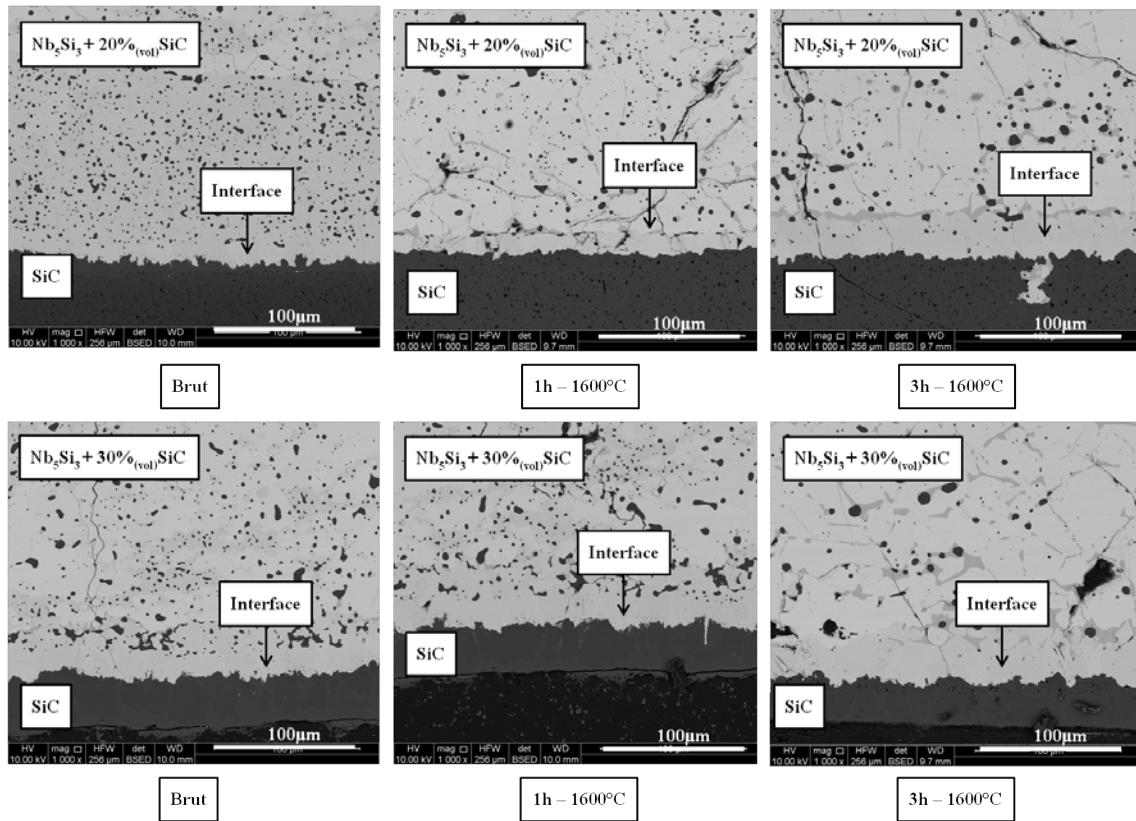 Nb₅Si₃ + 20%(vol)SiC
Interface
SiC
100µm
HV mag □ HFW det WD
10.00 kV 1 000 x 256 µm BSED 10.0 mm
Brut
Nb₅Si₃ + 20%(vol)SiC
Interface
SiC
100µm
HV mag □ HFW det WD
10.00 kV 1 000 x 256 µm BSED 9.7 mm
1h – 1600°C
Nb₅Si₃ + 20%(vol)SiC
Interface
SiC
100µm
HV mag □ HFW det WD
10.00 kV 1 000 x 256 µm BSED 9.7 mm
3h – 1600°C
Nb₅Si₃ + 30%(vol)SiC
Interface
SiC
100µm
HV mag □ HFW det WD
10.00 kV 1 000 x 256 µm BSED 10.0 mm
Brut
Nb₅Si₃ + 30%(vol)SiC
Interface
SiC
100µm
HV mag □ HFW det WD
10.00 kV 1 000 x 256 µm BSED 10.0 mm
1h – 1600°C
Nb₅Si₃ + 30%(vol)SiC
Interface
SiC
100µm
HV mag □ HFW det WD
10.00 kV 1 000 x 256 µm BSED 9.7 mm
3h – 1600°C